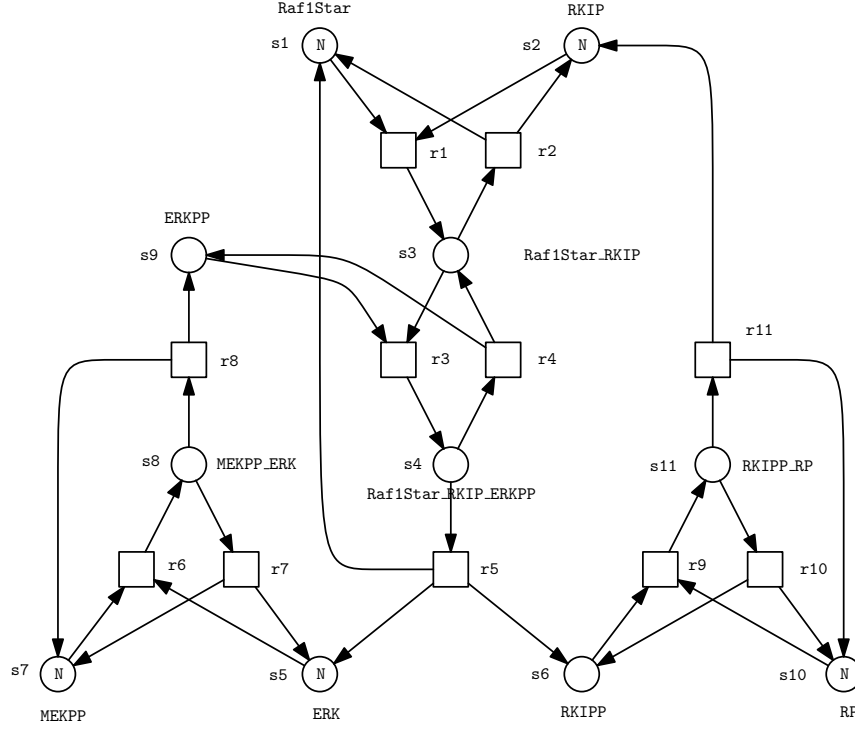 Raf1Star
RKIP
s1 N
s2 N
r1
r2
ERKPP
s9
s3
Raf1Star_RKIP
r11
r8
r3
r4
s8
MEKPP_ERK
s4
s11
RKIPP_RP
Raf1Star_RKIP_ERKPP
r6
r7
r5
r9
r10
s7 N
s5 N
s6
s10 N
MEKPP
ERK
RKIPP
RP